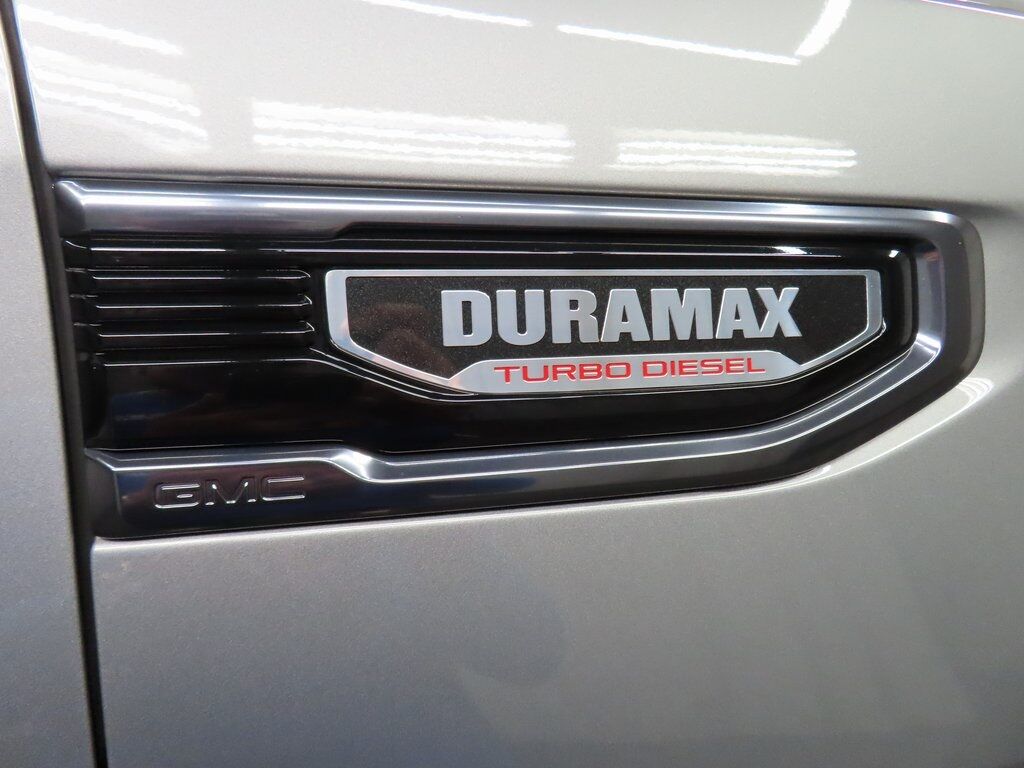 DURAMAX
TURBO DIESEL
GMC